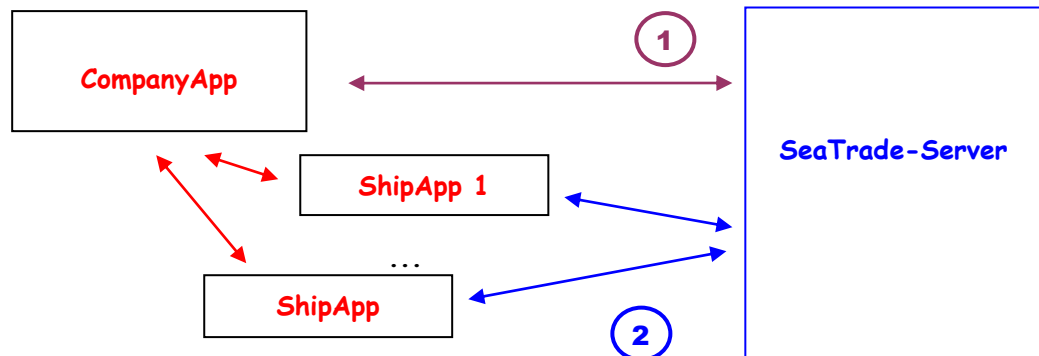 1
CompanyApp
SeaTrade-Server
ShipApp 1
...
ShipApp
2